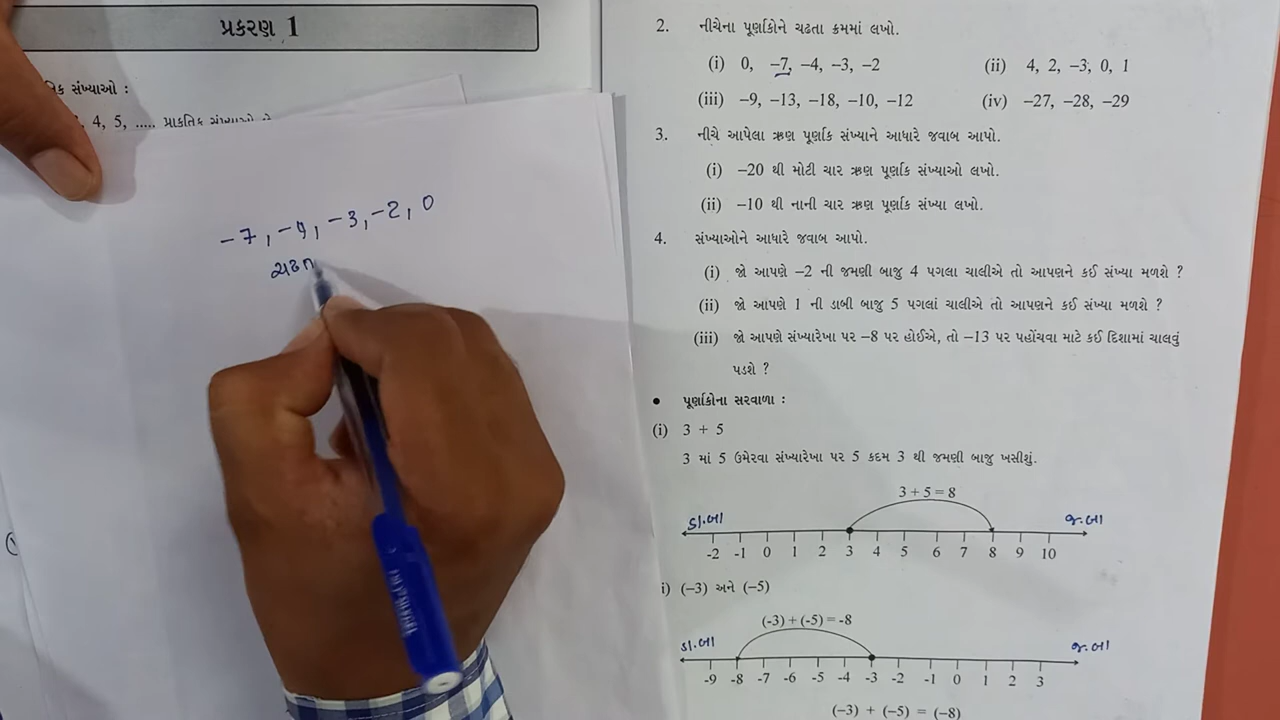 પ્રકરણ 1
સંખ્યાઓ :
4, 5, ..... પ્રાકૃતિક સંખ્યાઓ
-7, -4, -3, -2, 0
ચઢત
2. નીચેના પૂર્ણાંકોને ચઢતા ક્રમમાં લખો.
(i) 0, –7, –4, –3, –2 (ii) 4, 2, –3, 0, 1
(iii) –9, –13, –18, –10, –12 (iv) –27, –28, –29
3. નીચે આપેલા ઋણ પૂર્ણાંક સંખ્યાને આધારે જવાબ આપો.
(i) –20 થી મોટી ચાર ઋણ પૂર્ણાંક સંખ્યાઓ લખો.
(ii) –10 થી નાની ચાર ઋણ પૂર્ણાંક સંખ્યા લખો.
4. સંખ્યાઓને આધારે જવાબ આપો.
(i) જો આપણે –2 ની જમણી બાજુ 4 પગલા ચાલીએ તો આપણને કઈ સંખ્યા મળશે ?
(ii) જો આપણે 1 ની ડાબી બાજુ 5 પગલાં ચાલીએ તો આપણને કઈ સંખ્યા મળશે ?
(iii) જો આપણે સંખ્યારેખા પર –8 પર હોઈએ, તો –13 પર પહોંચવા માટે કઈ દિશામાં ચાલવું
પડશે ?
• પૂર્ણાંકોના સરવાળા :
(i) 3 + 5
3 માં 5 ઉમેરવા સંખ્યારેખા પર 5 કદમ 3 થી જમણી બાજુ ખસીશું.
3 + 5 = 8
ડા.બા જ.બા
-2 -1 0 1 2 3 4 5 6 7 8 9 10
i) (–3) અને (–5)
(-3) + (-5) = -8
ડા.બા જ.બા
-9 -8 -7 -6 -5 -4 -3 -2 -1 0 1 2 3
(–3) + (–5) = (–8)